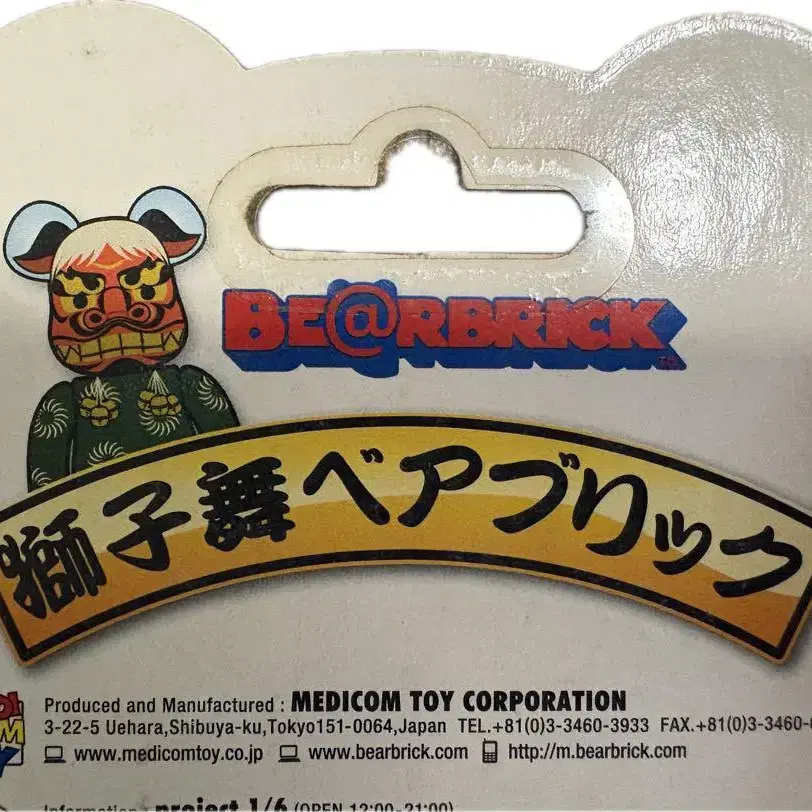 BE@RBRICK
TM
獅子舞ベアブリック
Produced and Manufactured : MEDICOM TOY CORPORATION
3-22-5 Uehara,Shibuya-ku,Tokyo151-0064,Japan TEL.+81(0)3-3460-3933 FAX.+81(0)3-3460-
www.medicomtoy.co.jp www.bearbrick.com http://m.bearbrick.com
Information : project 1/6 (OPEN 12:00-21:00)